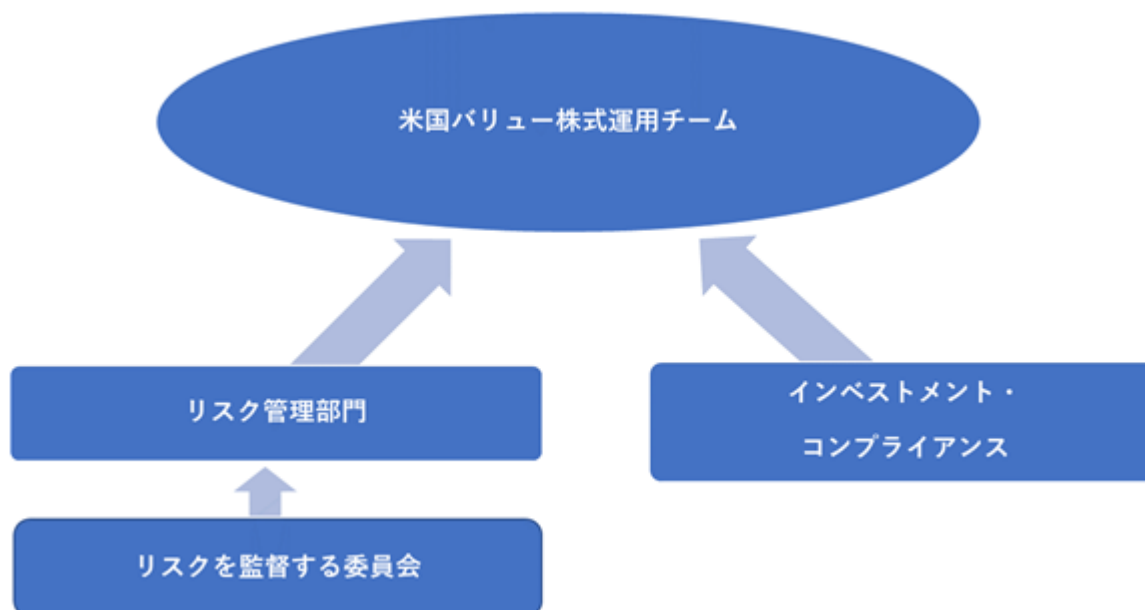 米国バリュー株式運用チーム
リスク管理部門
インベストメント・
コンプライアンス
リスクを監督する委員会